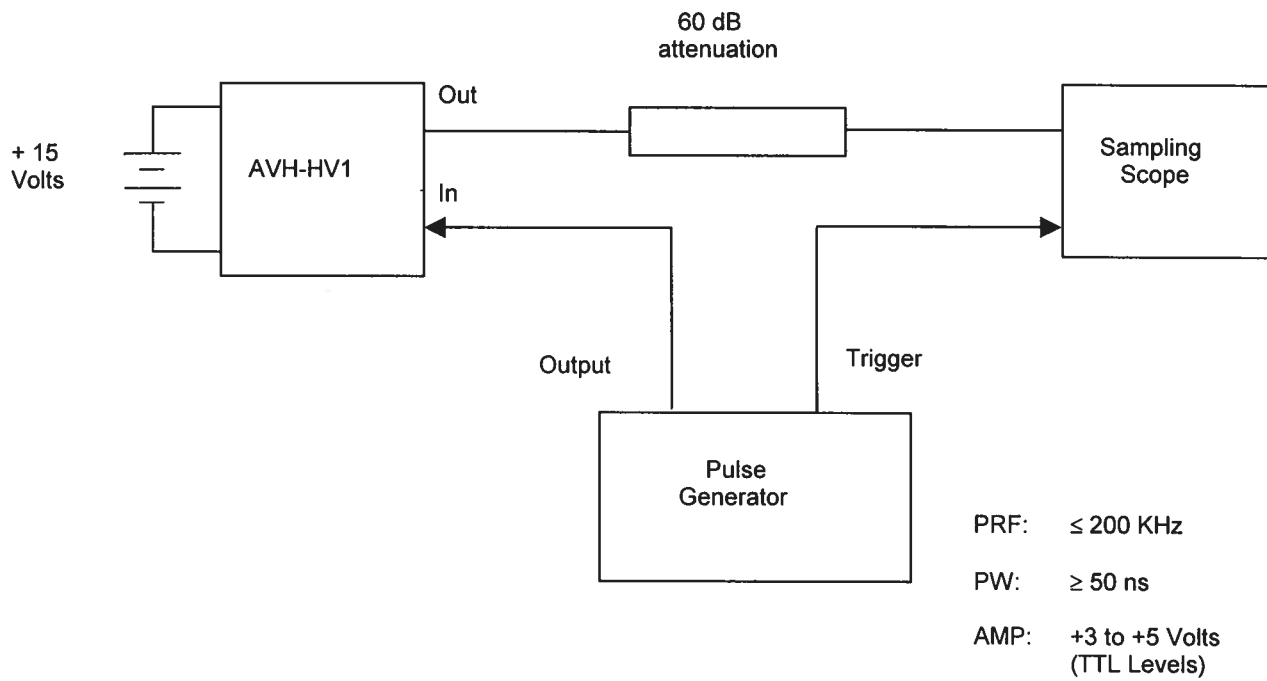 60 dB
attenuation
Out
+ 15
Volts
AVH-HV1
Sampling
Scope
In
Output
Trigger
Pulse
Generator
PRF: ≤ 200 KHz
PW: ≥ 50 ns
AMP: +3 to +5 Volts
(TTL Levels)